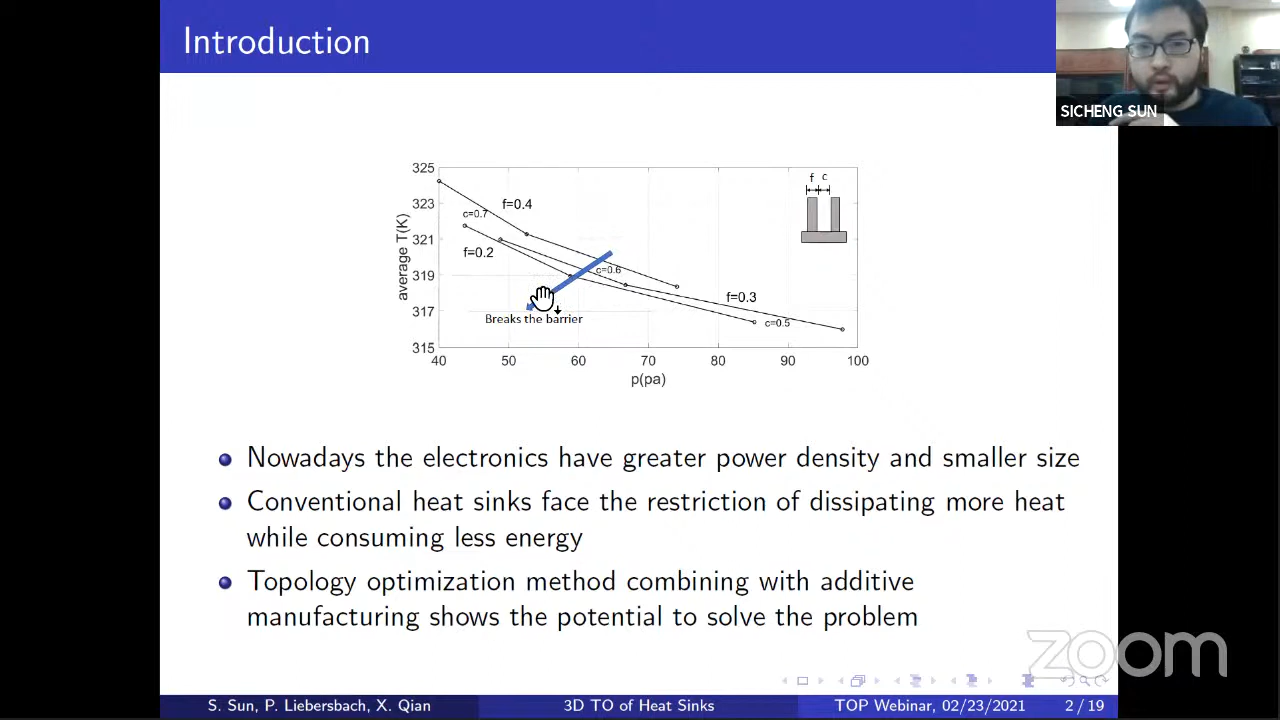 Introduction
SICHENG SUN
325
323
321
319
317
315
average T(K)
40
50
60
70
80
90
100
p(pa)
f=0.4
c=0.7
f=0.2
c=0.6
f=0.3
c=0.5
Breaks the barrier
f c
Nowadays the electronics have greater power density and smaller size
Conventional heat sinks face the restriction of dissipating more heat
while consuming less energy
Topology optimization method combining with additive
manufacturing shows the potential to solve the problem
zoom
S. Sun, P. Liebersbach, X. Qian
3D TO of Heat Sinks
TOP Webinar, 02/23/2021
2 / 19